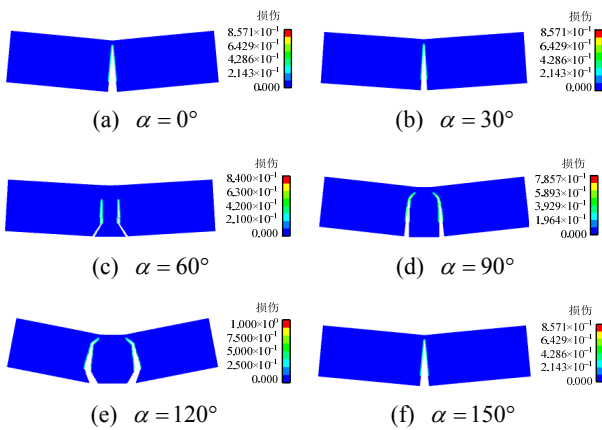 损伤
8.571×10⁻¹
6.429×10⁻¹
4.286×10⁻¹
2.143×10⁻¹
0.000
(a) α = 0°
损伤
8.571×10⁻¹
6.429×10⁻¹
4.286×10⁻¹
2.143×10⁻¹
0.000
(b) α = 30°
损伤
8.400×10⁻¹
6.300×10⁻¹
4.200×10⁻¹
2.100×10⁻¹
0.000
(c) α = 60°
损伤
7.857×10⁻¹
5.893×10⁻¹
3.929×10⁻¹
1.964×10⁻¹
0.000
(d) α = 90°
损伤
1.000×10⁰
7.500×10⁻¹
5.000×10⁻¹
2.500×10⁻¹
0.000
(e) α = 120°
损伤
8.571×10⁻¹
6.429×10⁻¹
4.286×10⁻¹
2.143×10⁻¹
0.000
(f) α = 150°